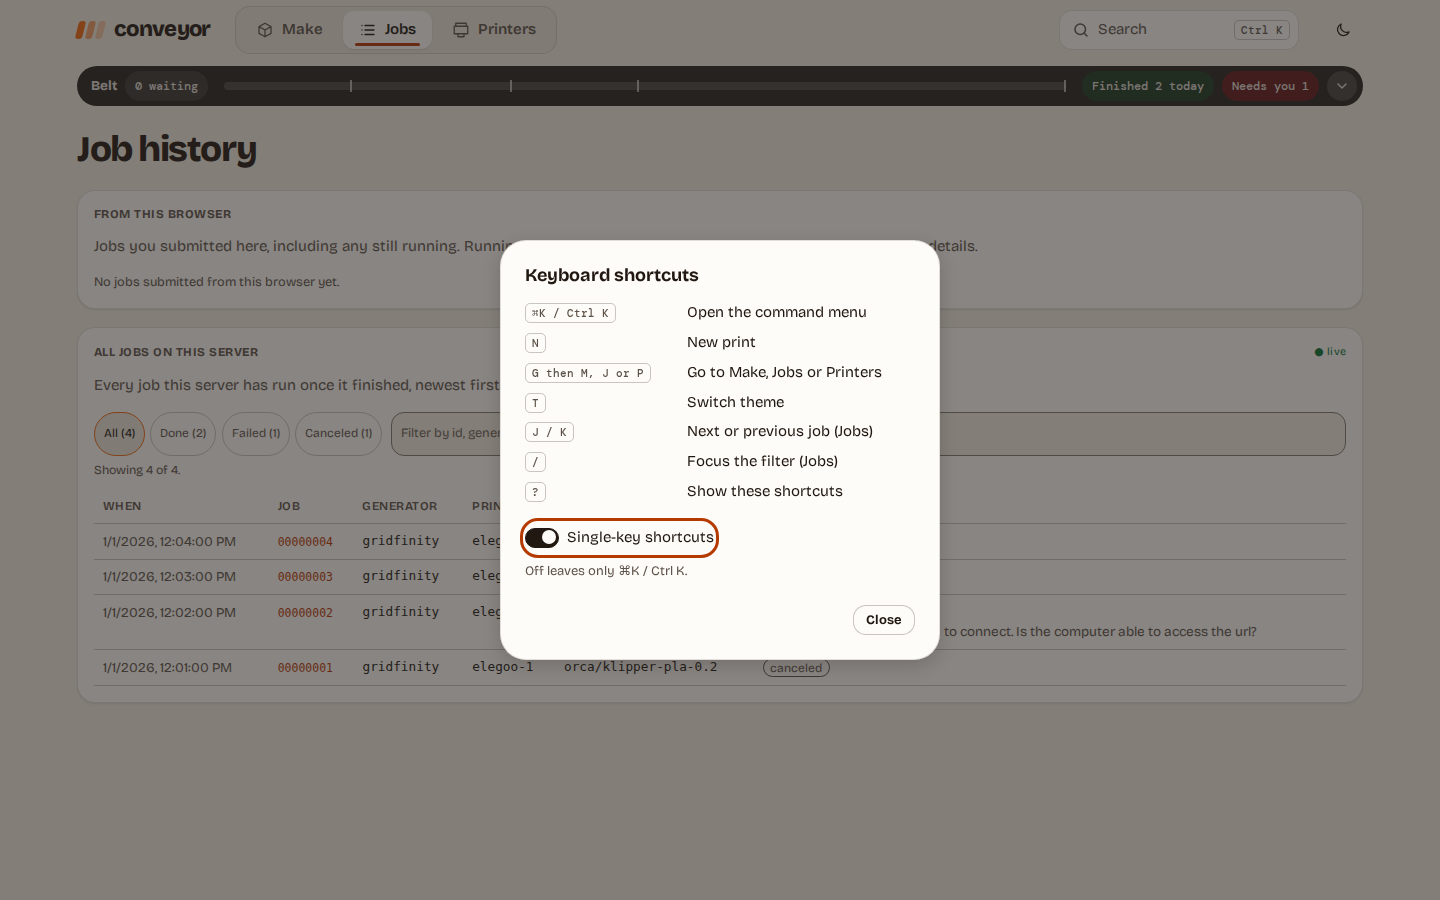 conveyor
Make
Jobs
Printers
Search
Ctrl K
Belt
0 waiting
Finished 2 today
Needs you 1
Job history
FROM THIS BROWSER
Jobs you submitted here, including any still running. details.
No jobs submitted from this browser yet.
ALL JOBS ON THIS SERVER
live
Every job this server has run once it finished, newest first
All (4)
Done (2)
Failed (1)
Canceled (1)
Filter by id,
Showing 4 of 4.
WHEN JOB GENERATOR
1/1/2026, 12:04:00 PM 00000004 gridfinity
1/1/2026, 12:03:00 PM 00000003 gridfinity
1/1/2026, 12:02:00 PM 00000002 gridfinity
to connect. Is the computer able to access the url?
1/1/2026, 12:01:00 PM 00000001 gridfinity elegoo-1 orca/klipper-pla-0.2 canceled
Keyboard shortcuts
⌘K / Ctrl K Open the command menu
N New print
G then M, J or P Go to Make, Jobs or Printers
T Switch theme
J / K Next or previous job (Jobs)
/ Focus the filter (Jobs)
? Show these shortcuts
Single-key shortcuts
Off leaves only ⌘K / Ctrl K.
Close